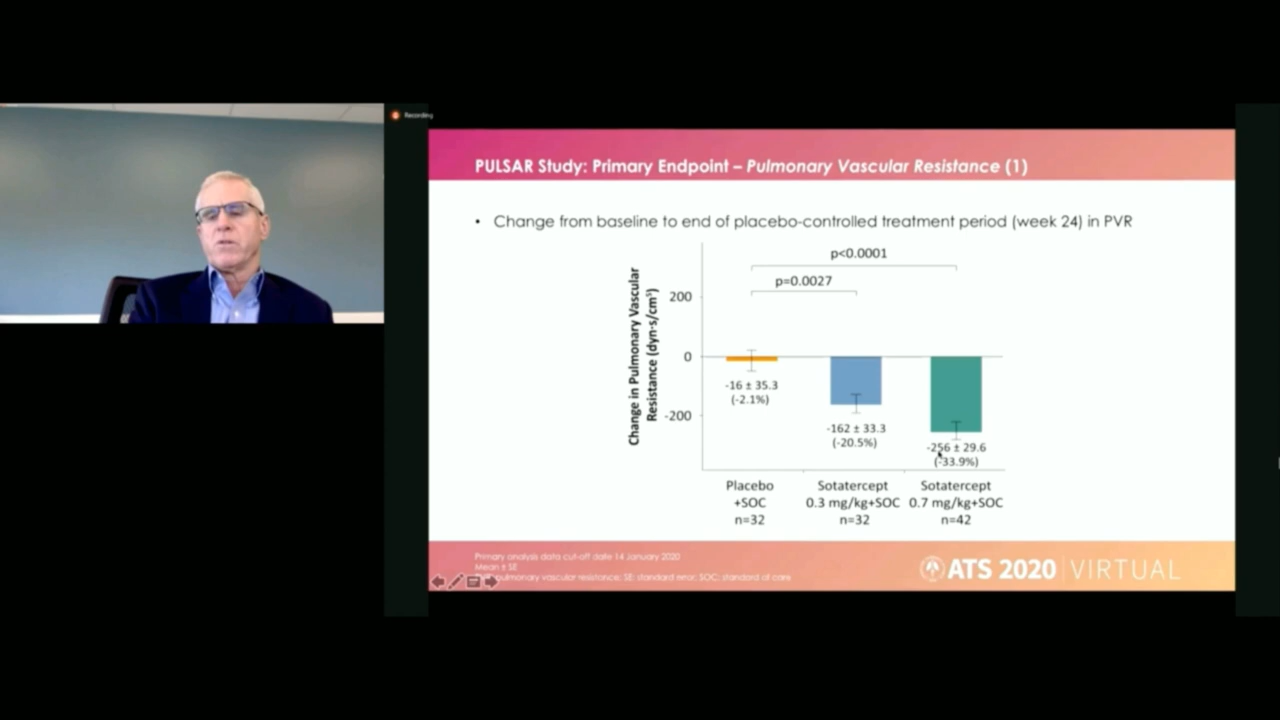 Recording
PULSAR Study: Primary Endpoint – Pulmonary Vascular Resistance (1)
• Change from baseline to end of placebo-controlled treatment period (week 24) in PVR
Change in Pulmonary Vascular
Resistance (dyn·s/cm⁵)
200
0
-200
p<0.0001
p=0.0027
-16 ± 35.3
(-2.1%)
-162 ± 33.3
(-20.5%)
-256 ± 29.6
(-33.9%)
Placebo
+SOC
n=32
Sotatercept
0.3 mg/kg+SOC
n=32
Sotatercept
0.7 mg/kg+SOC
n=42
Primary analysis data cut-off date 14 January 2020
Mean ± SE
pulmonary vascular resistance; SE: standard error; SOC: standard of care
ATS 2020 VIRTUAL